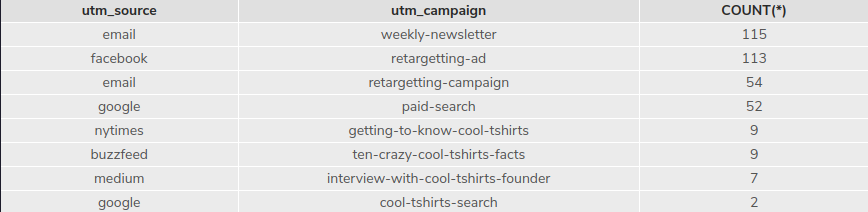 utm_source utm_campaign COUNT(*)
email weekly-newsletter 115
facebook retargetting-ad 113
email retargetting-campaign 54
google paid-search 52
nytimes getting-to-know-cool-tshirts 9
buzzfeed ten-crazy-cool-tshirts-facts 9
medium interview-with-cool-tshirts-founder 7
google cool-tshirts-search 2